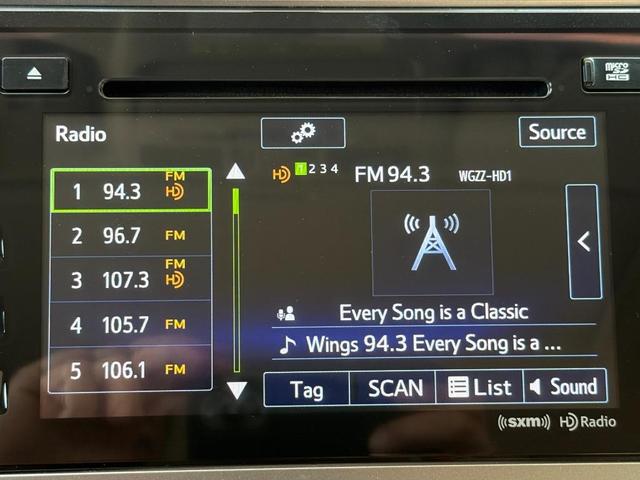 micro SD HC
Radio
Source
1 94.3 FM HD
2 96.7 FM
3 107.3 FM HD
4 105.7 FM
5 106.1 FM
HD 1 2 3 4 FM 94.3 WGZZ-HD1
Every Song is a Classic
Wings 94.3 Every Song is a ...
Tag SCAN List Sound
((sxm)) HD Radio